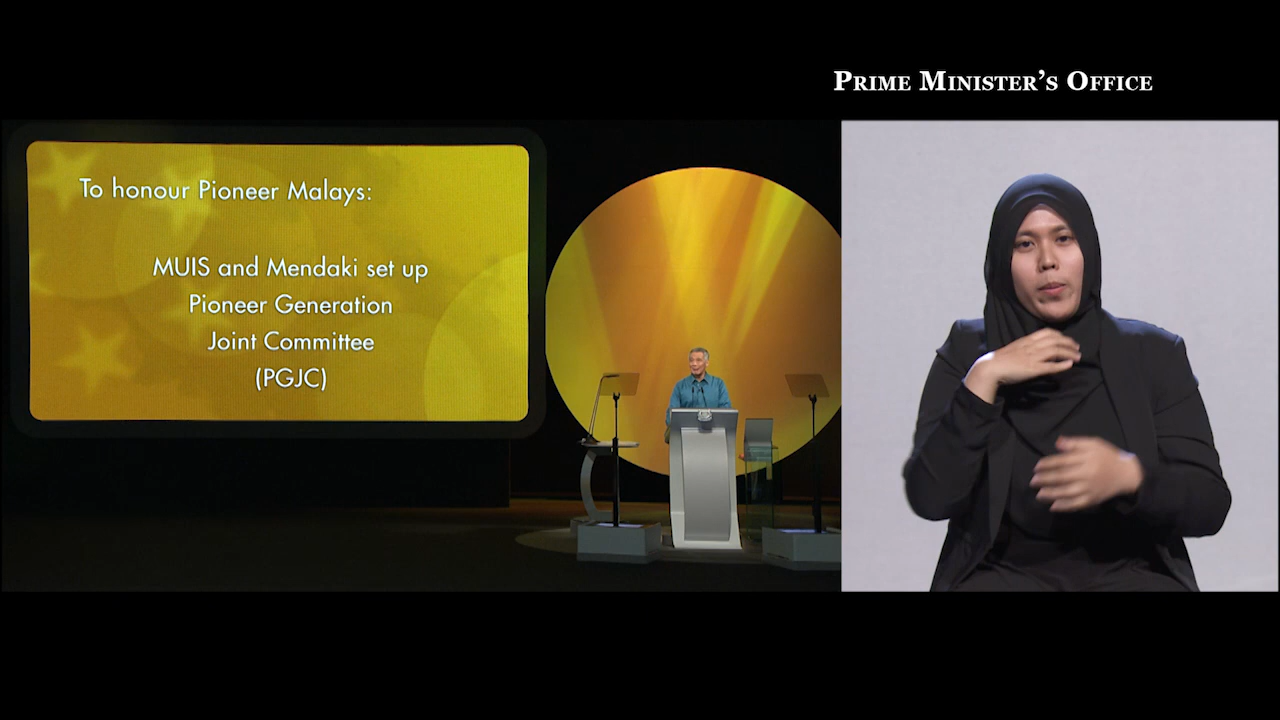 PRIME MINISTER'S OFFICE
To honour Pioneer Malays:
MUIS and Mendaki set up
Pioneer Generation
Joint Committee
(PGJC)